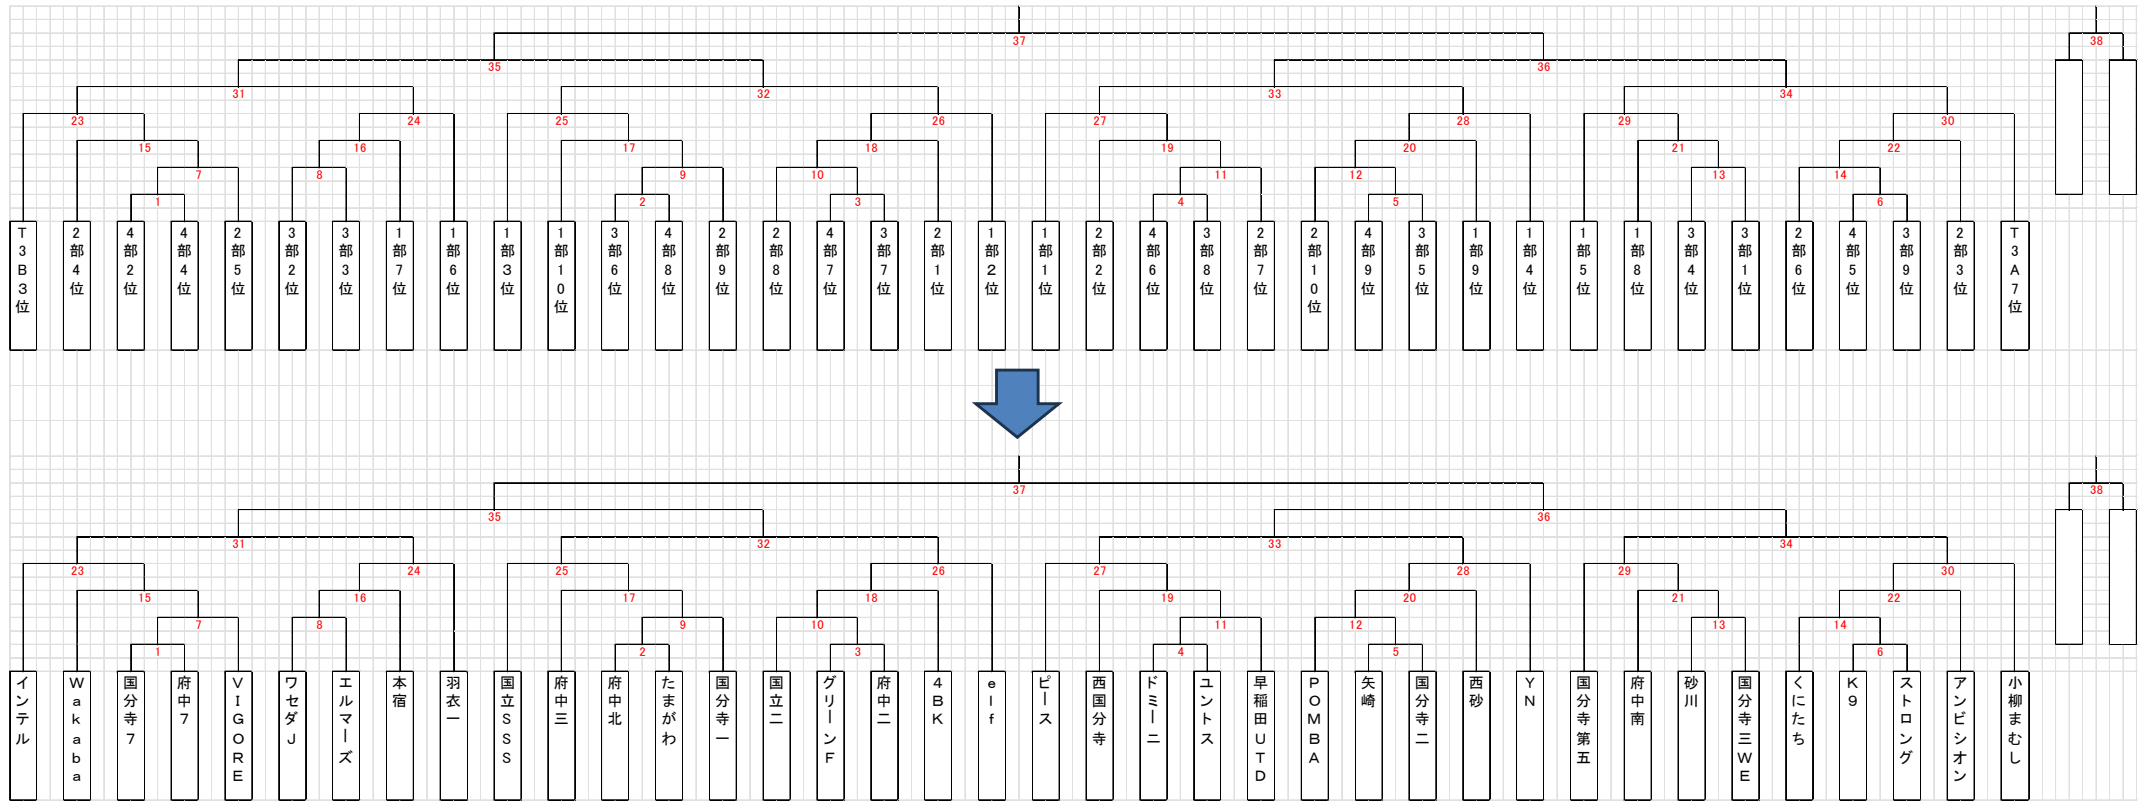 37 38
35 36
31 32 33 34
23 24 25 26 27 28 29 30
15 16 17 18 19 20 21 22
7 8 9 10 11 12 13 14
1 2 3 4 5 6
T3B3位
2部4位
4部2位
4部4位
2部5位
3部2位
3部3位
1部7位
1部6位
1部3位
1部10位
3部6位
4部8位
2部9位
2部8位
4部7位
3部7位
2部1位
1部2位
1部1位
2部2位
4部6位
3部8位
2部7位
2部10位
4部9位
3部5位
1部9位
1部4位
1部5位
1部8位
3部4位
3部1位
2部6位
4部5位
3部9位
2部3位
T3A7位
37 38
35 36
31 32 33 34
23 24 25 26 27 28 29 30
15 16 17 18 19 20 21 22
7 8 9 10 11 12 13 14
1 2 3 4 5 6
インテル
Wakaba
国分寺7
府中7
VIGORE
ワセダJ
エルマーズ
本宿
羽衣一
国立SSS
府中三
府中北
たまがわ
国分寺一
国立二
グリーンF
府中二
4BK
elf
ピース
西国分寺
ドミーニ
ユントス
早稲田UTD
POMBA
矢崎
国分寺二
西砂
YN
国分寺第五
府中南
砂川
国分寺三WE
くにたち
K9
ストロング
アンビシオン
小柳まむし